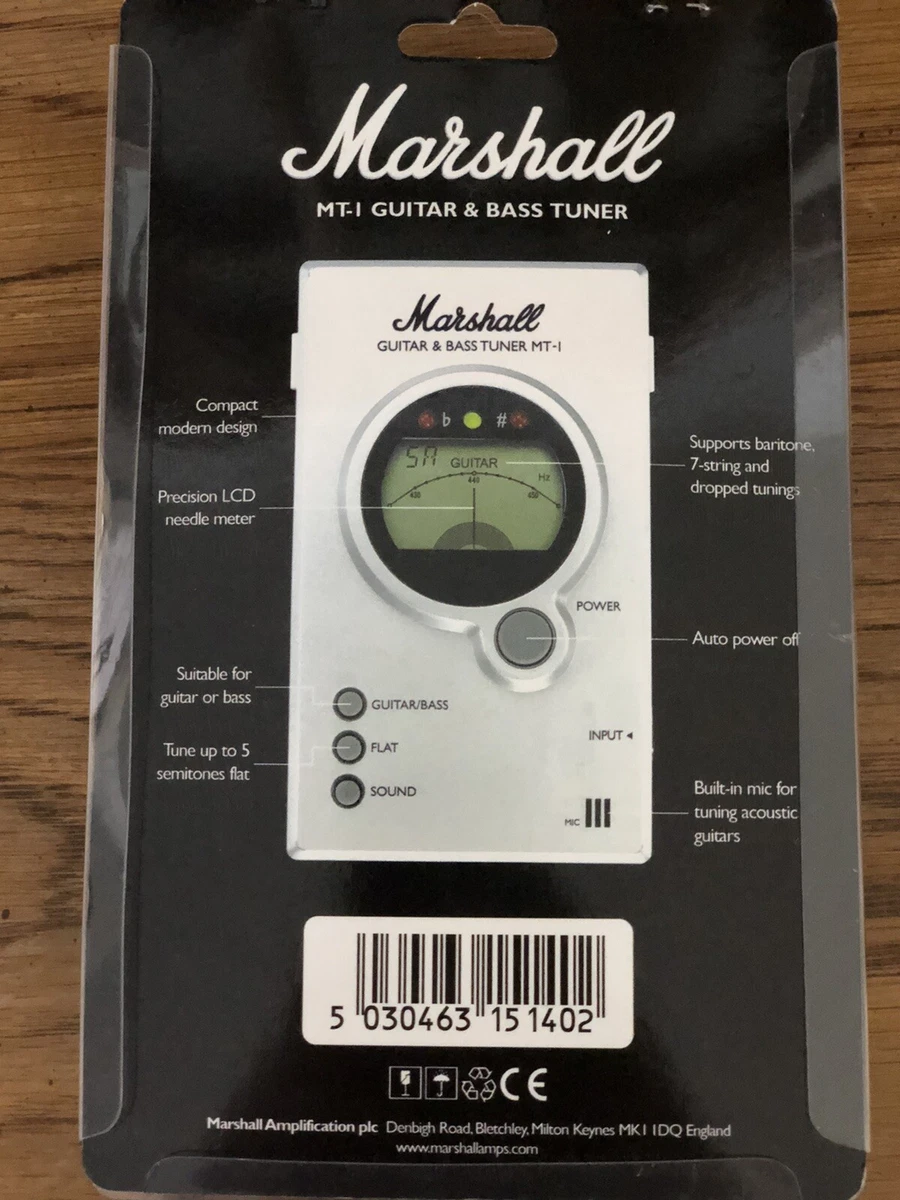 Marshall
MT-1 GUITAR & BASS TUNER
Marshall
GUITAR & BASS TUNER MT-1
♭ #
5A GUITAR
Hz
430 440 450
Compact
modern design
Precision LCD
needle meter
Supports baritone,
7-string and
dropped tunings
POWER
Auto power off
Suitable for
guitar or bass
GUITAR/BASS
Tune up to 5
semitones flat
FLAT
SOUND
INPUT ◂
MIC
Built-in mic for
tuning acoustic
guitars
5 030463 151402
CE
Marshall Amplification plc Denbigh Road, Bletchley, Milton Keynes MK1 1DQ England
www.marshallamps.com